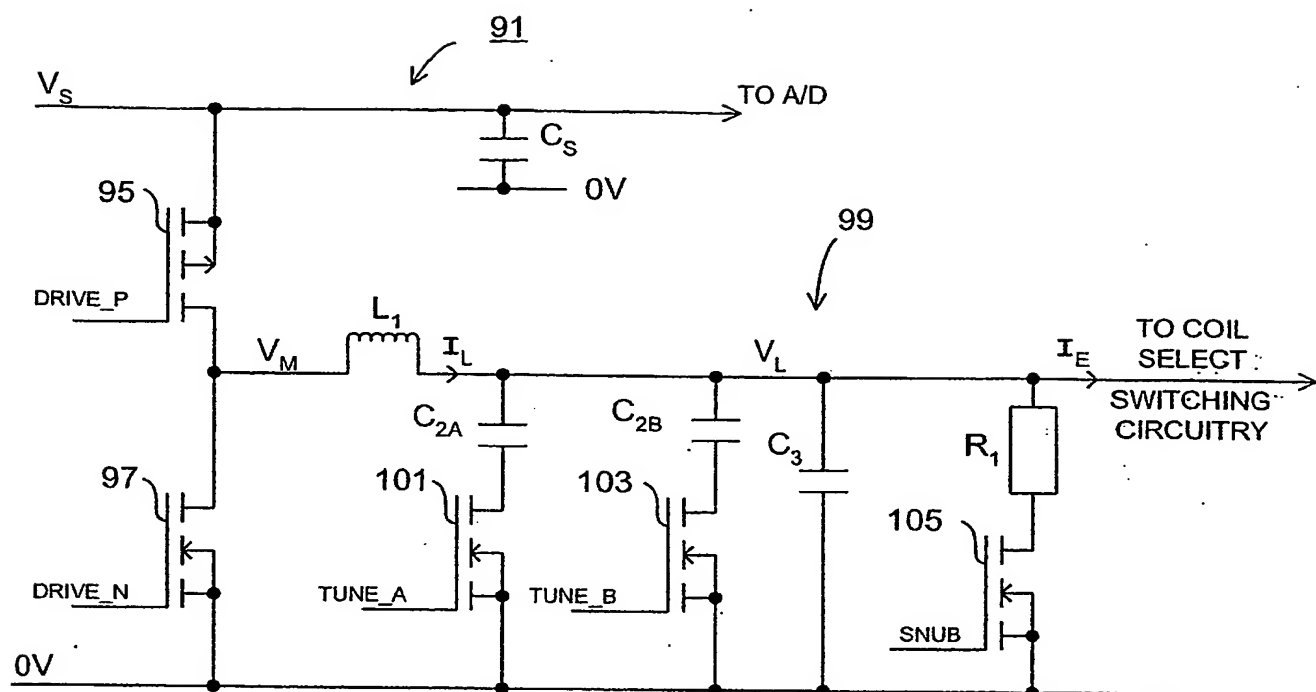 91
V_S
TO A/D
C_S
0V
95
99
DRIVE_P
L_1
V_M
I_L
V_L
I_E
TO COIL
SELECT
SWITCHING
CIRCUITRY
C_2A
C_2B
C_3
R_1
97
101
103
105
DRIVE_N
TUNE_A
TUNE_B
SNUB
0V